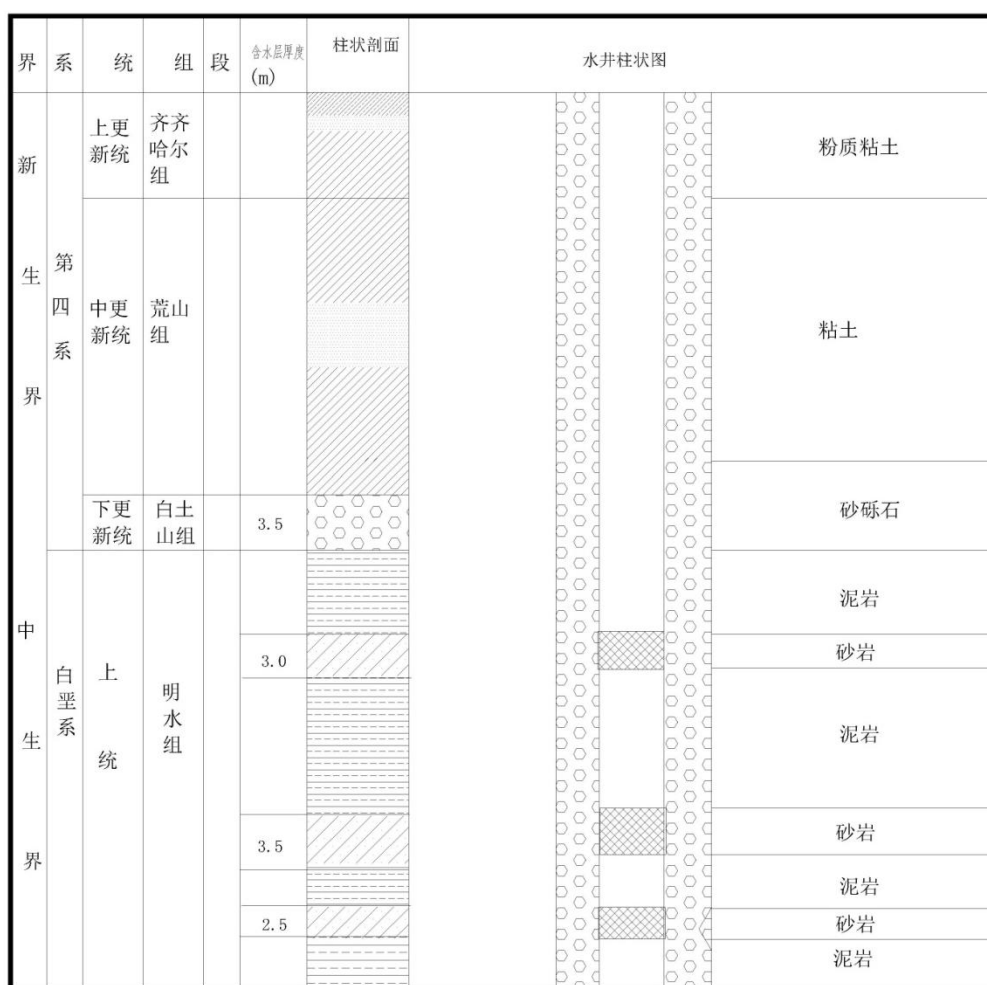 界 系 统 组 段 含水层厚度 柱状剖面 水井柱状图
(m)
新生界
第四系
上更
新统
齐齐
哈尔
组
粉质粘土
中更
新统
荒山
组
粘土
下更
新统
白土
山组
3.5
砂砾石
中生界
白垩系
上统
明水组
泥岩
3.0
砂岩
泥岩
3.5
砂岩
泥岩
2.5
砂岩
泥岩